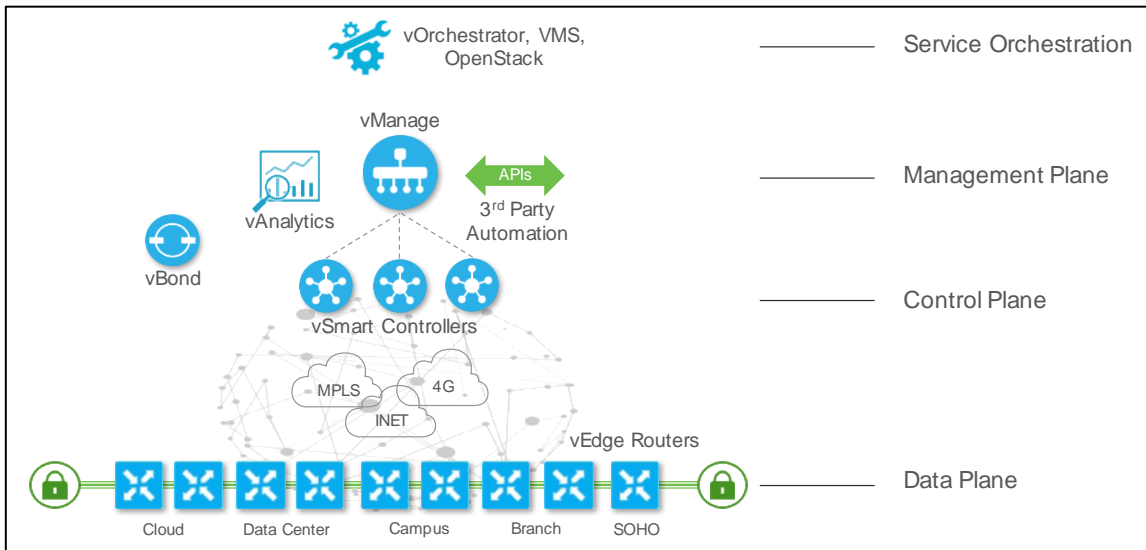 vOrchestrator, VMS,
OpenStack
Service Orchestration
vManage
APIs
Management Plane
vAnalytics
3rd Party
Automation
vBond
Control Plane
vSmart Controllers
MPLS
4G
INET
vEdge Routers
Data Plane
Cloud
Data Center
Campus
Branch
SOHO